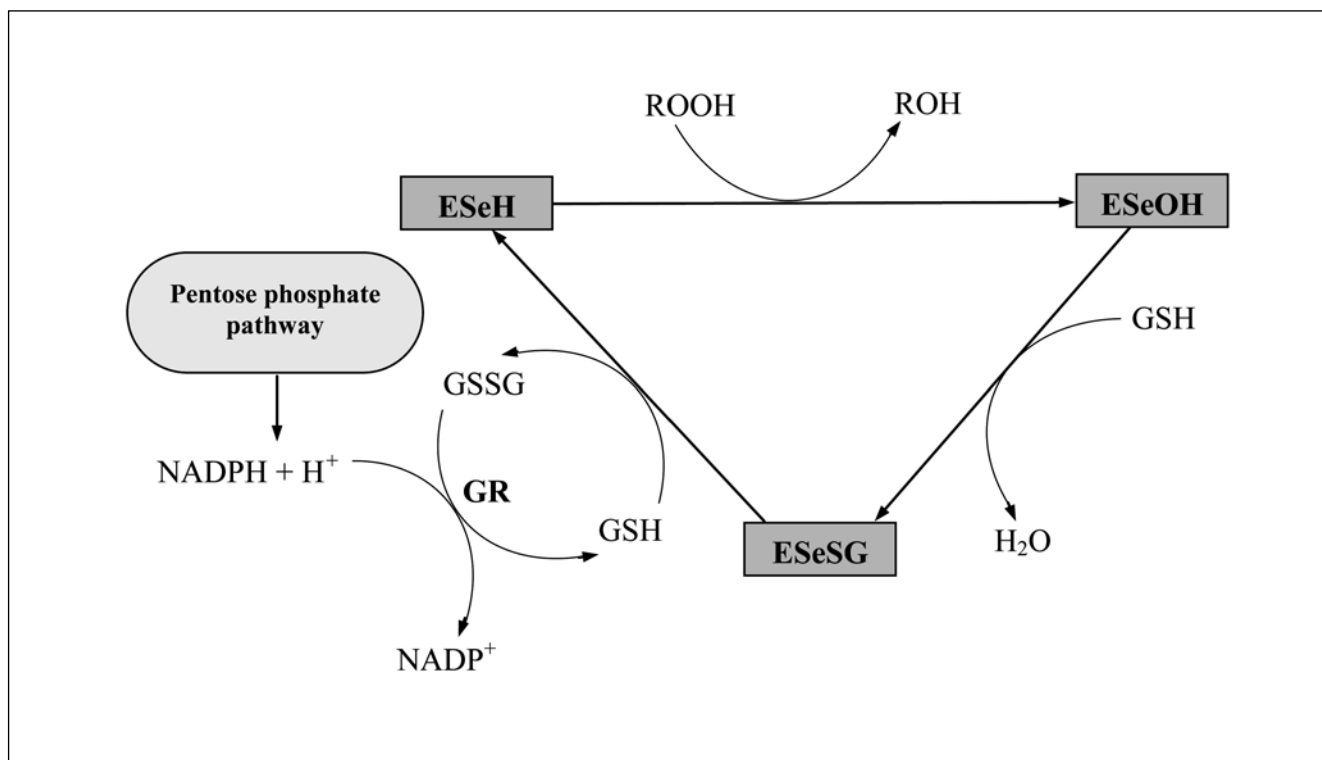 ROOH
ROH
ESeH
ESeOH
Pentose phosphate
pathway
GSH
GSSG
NADPH + H⁺
GR
GSH
ESeSG
H₂O
NADP⁺